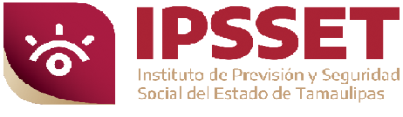 IPSSET
Instituto de Previsión y Seguridad
Social del Estado de Tamaulipas